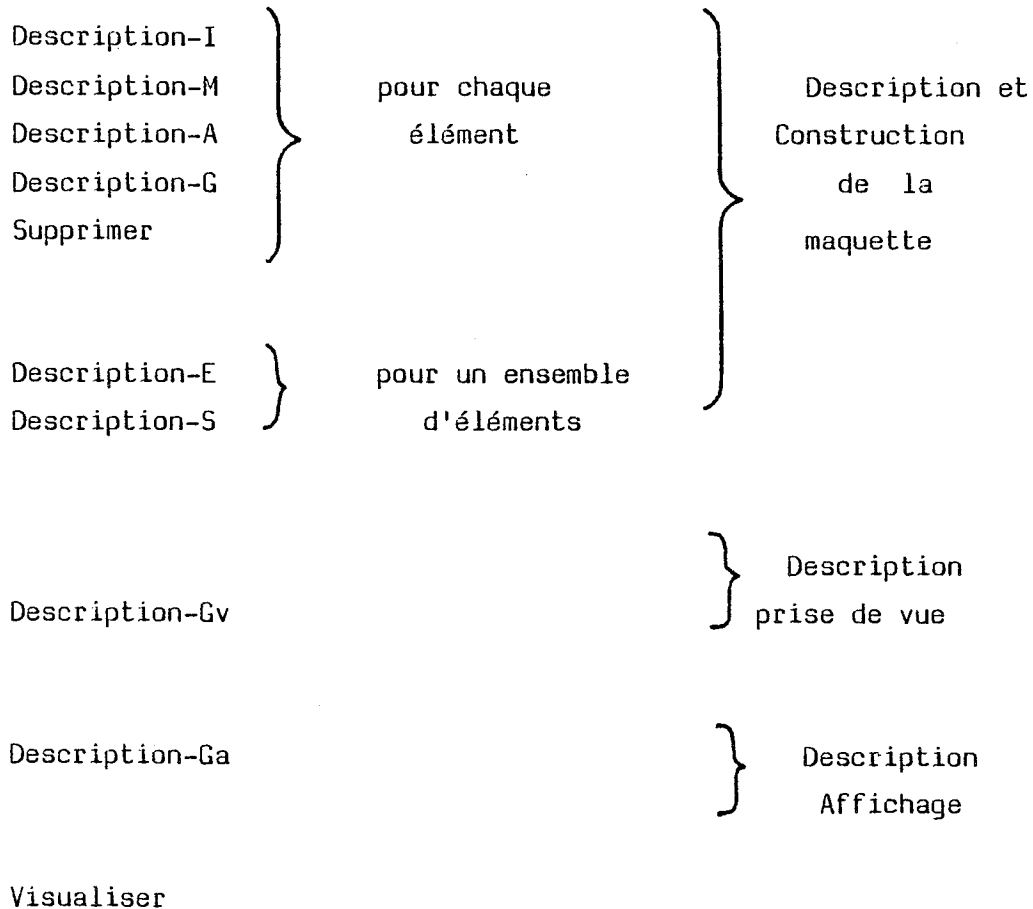 Description-I
Description-M pour chaque Description et
Description-A élément Construction
Description-G de la
Supprimer maquette
Description-E pour un ensemble
Description-S d'éléments
Description
Description-Gv prise de vue
Description-Ga Description
Affichage
Visualiser